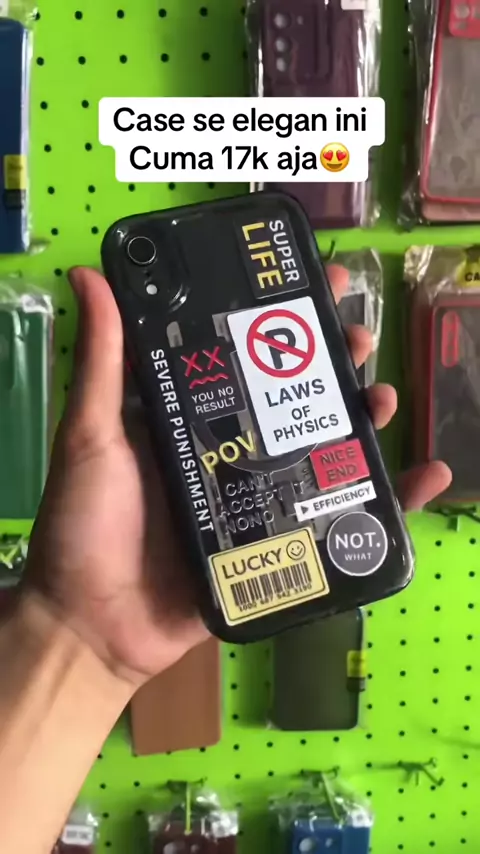 Case se elegan ini
Cuma 17k aja😍
SUPER
LIFE
P
LAWS
OF
PHYSICS
XX
YOU NO
RESULT
SEVERE PUNISHMENT
POV
CAN'T
ACCEPT IT
NONO
NICE
END
EFFICIENCY
NOT.
WHAT
LUCKY